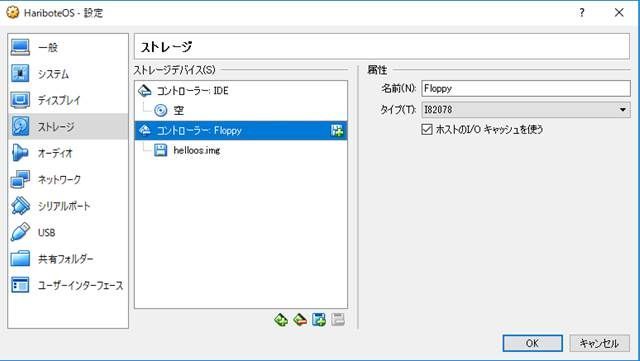 HariboteOS - 設定
? ×
一般
システム
ディスプレイ
ストレージ
オーディオ
ネットワーク
シリアルポート
USB
共有フォルダー
ユーザーインターフェース
ストレージ
ストレージデバイス(S)
コントローラー: IDE
空
コントローラー: Floppy
helloos.img
属性
名前(N): Floppy
タイプ(T): I82078
ホストのI/O キャッシュを使う
OK キャンセル